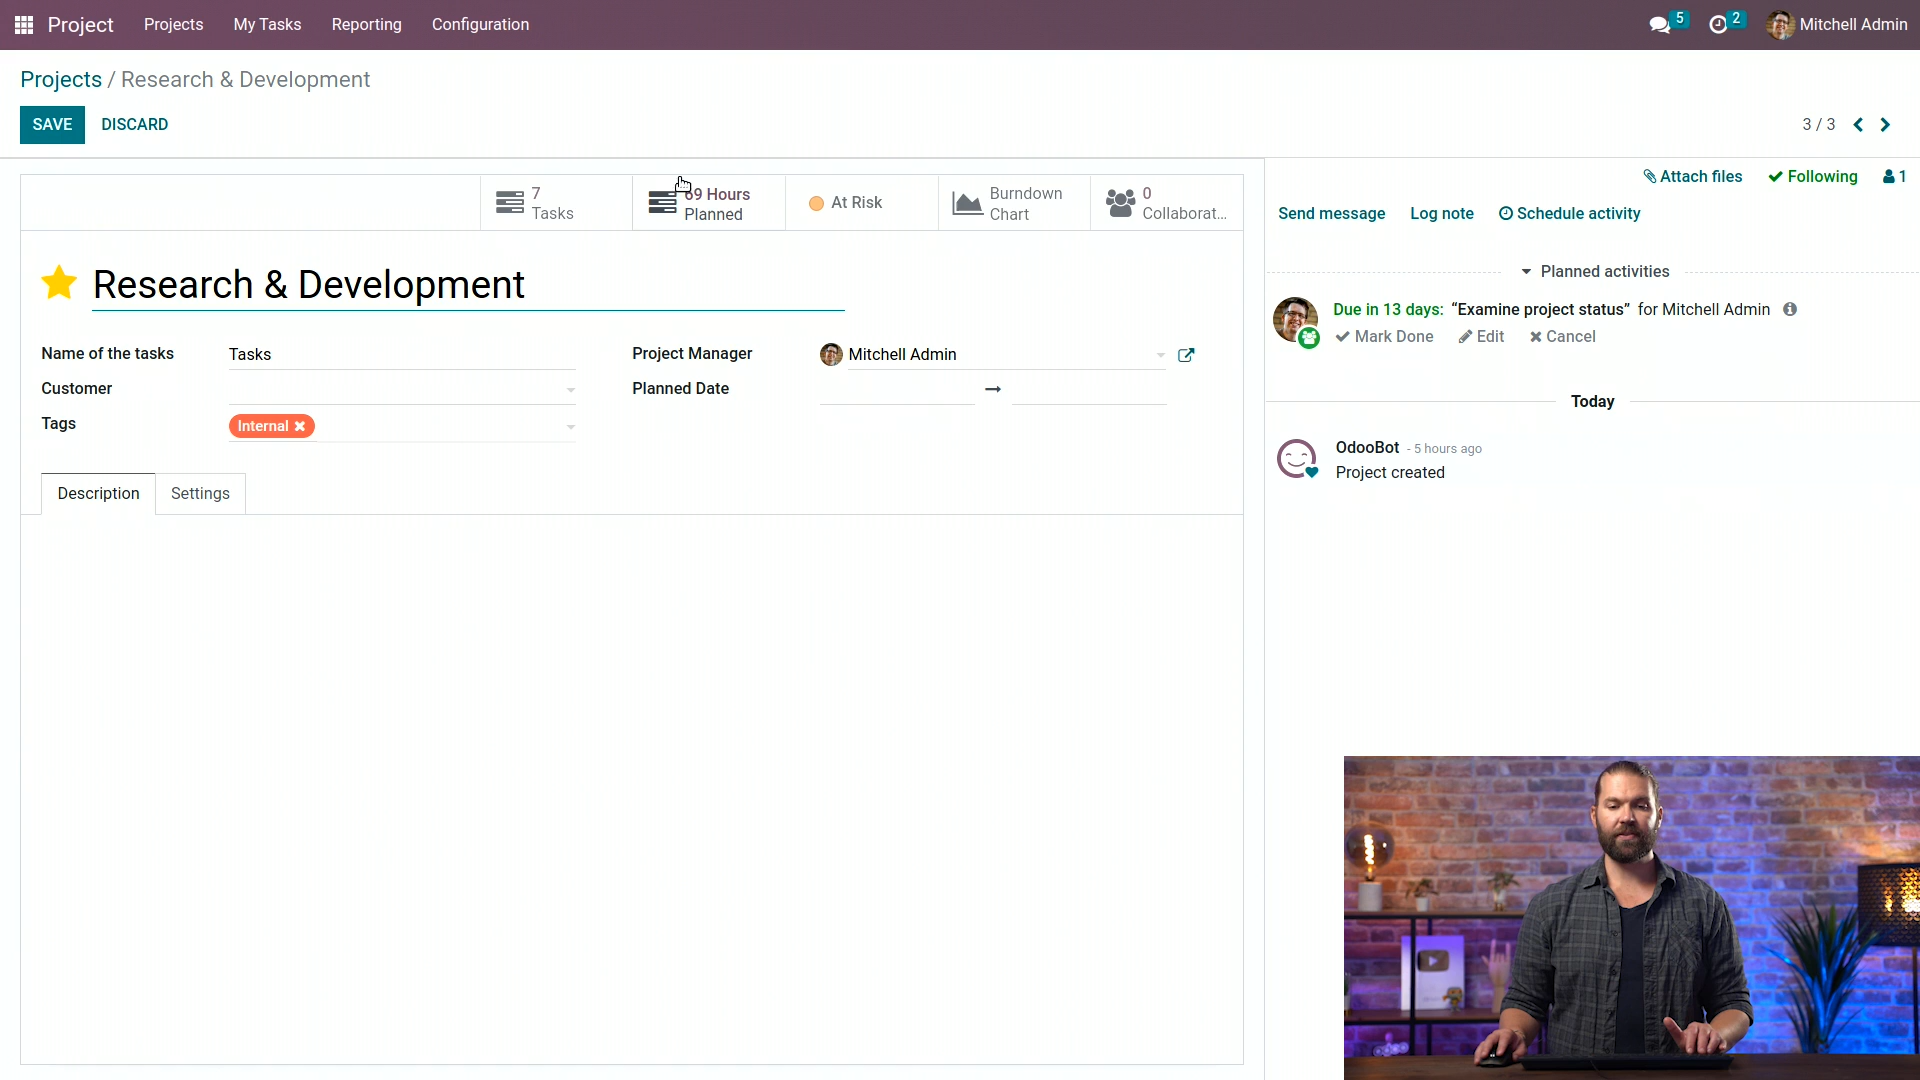 Project Projects My Tasks Reporting Configuration 5 2 Mitchell Admin
Projects / Research & Development
SAVE DISCARD 3 / 3
7
Tasks
69 Hours
Planned
At Risk
Burndown
Chart
0
Collaborat...
Attach files Following 1
Send message Log note Schedule activity
Research & Development
Name of the tasks Tasks
Customer
Tags Internal
Project Manager Mitchell Admin
Planned Date
Description Settings
Planned activities
Due in 13 days: “Examine project status” for Mitchell Admin
Mark Done Edit Cancel
Today
OdooBot - 5 hours ago
Project created